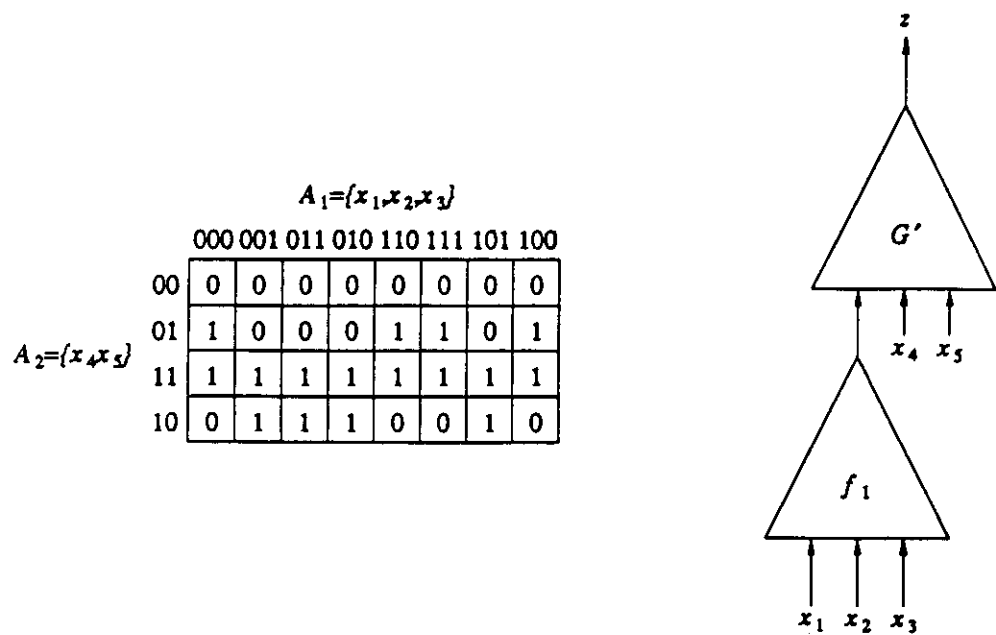 A₁={x₁,x₂,x₃}
000 001 011 010 110 111 101 100
00 0 0 0 0 0 0 0 0
01 1 0 0 0 1 1 0 1
A₂={x₄x₅}
11 1 1 1 1 1 1 1 1
10 0 1 1 1 0 0 1 0
z
G′
x₄ x₅
f₁
x₁ x₂ x₃